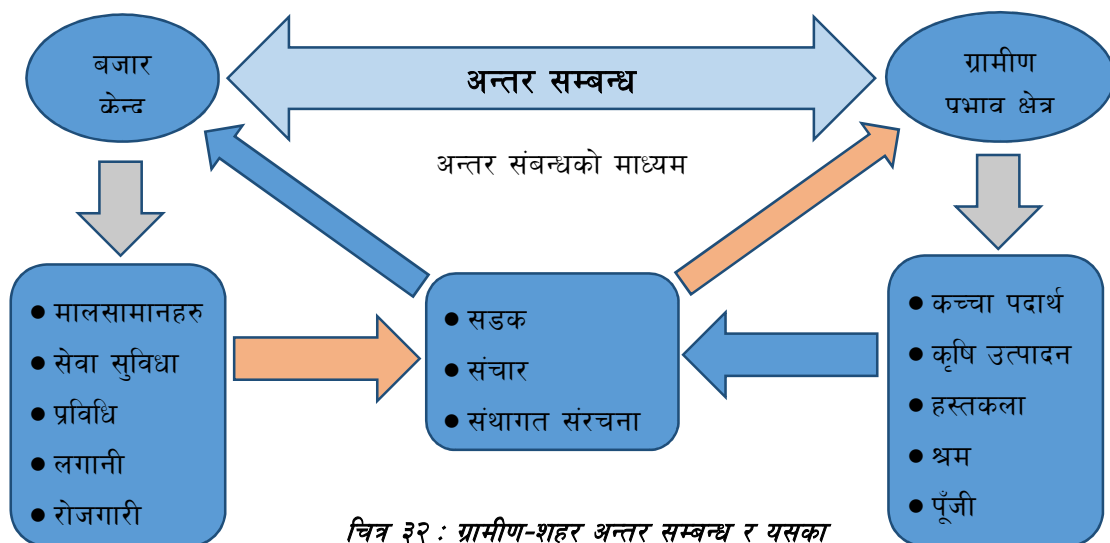 बजार
केन्द्र
अन्तर सम्बन्ध
ग्रामीण
प्रभाव क्षेत्र
अन्तर संबन्धको माध्यम
● मालसामानहरु
● सेवा सुविधा
● प्रविधि
● लगानी
● रोजगारी
● सडक
● संचार
● संथागत संरचना
● कच्चा पदार्थ
● कृषि उत्पादन
● हस्तकला
● श्रम
● पूँजी
चित्र ३२ : ग्रामीण-शहर अन्तर सम्बन्ध र यसका